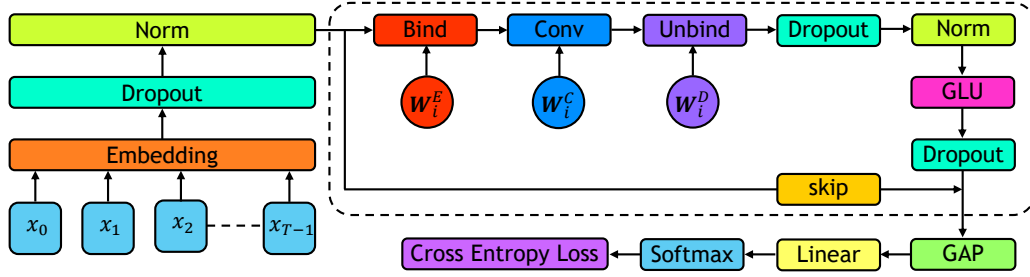 Norm
Dropout
Embedding
x_0 x_1 x_2 x_{T-1}
Bind Conv Unbind Dropout Norm
W_i^E W_i^C W_i^D
GLU
Dropout
skip
Cross Entropy Loss Softmax Linear GAP